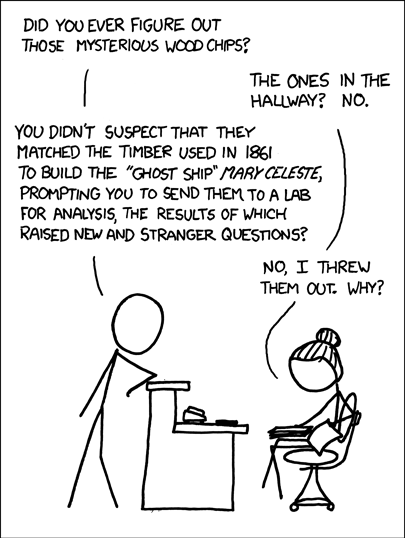 DID YOU EVER FIGURE OUT
THOSE MYSTERIOUS WOOD CHIPS?
THE ONES IN THE
HALLWAY? NO.
YOU DIDN'T SUSPECT THAT THEY
MATCHED THE TIMBER USED IN 1861
TO BUILD THE "GHOST SHIP" MARY CELESTE,
PROMPTING YOU TO SEND THEM TO A LAB
FOR ANALYSIS, THE RESULTS OF WHICH
RAISED NEW AND STRANGER QUESTIONS?
NO, I THREW
THEM OUT. WHY?